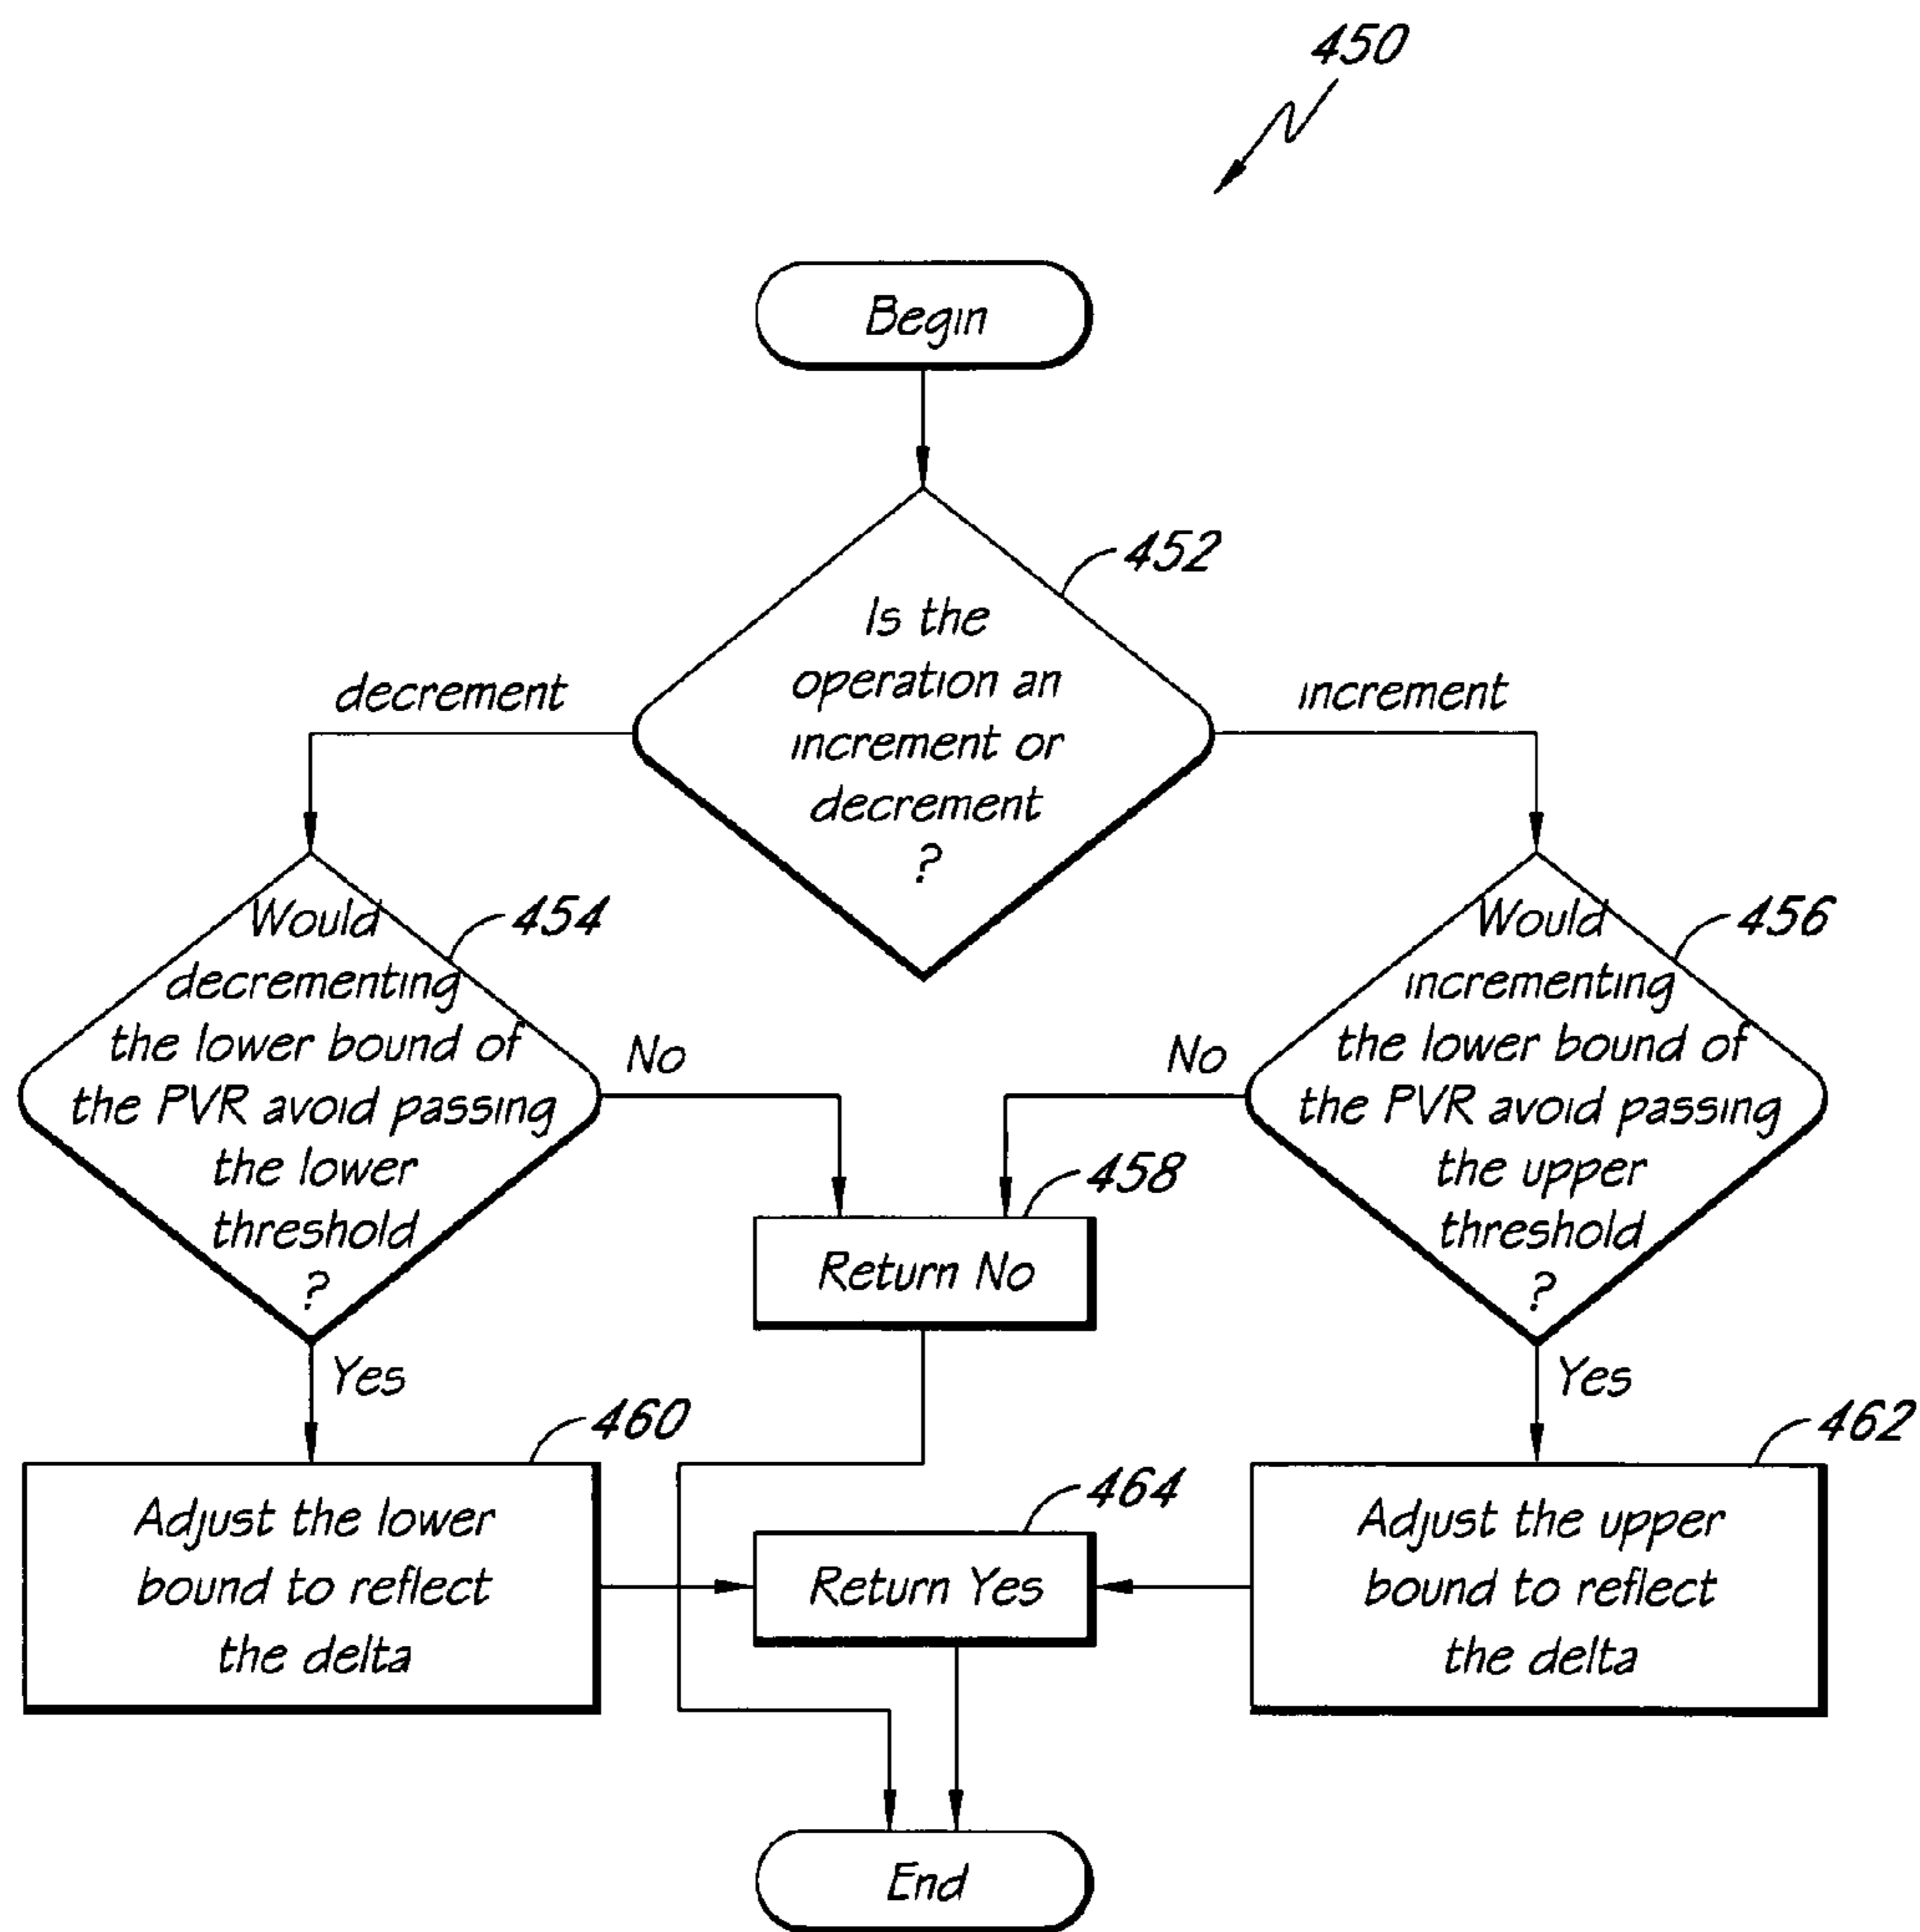 450
Begin
452
Is the
operation an
increment or
decrement
?
decrement
increment
454
Would
decrementing
the lower bound of
the PVR avoid passing
the lower
threshold
?
456
Would
incrementing
the lower bound of
the PVR avoid passing
the upper
threshold
?
No
No
458
Return No
Yes
Yes
460
Adjust the lower
bound to reflect
the delta
464
Return Yes
462
Adjust the upper
bound to reflect
the delta
End